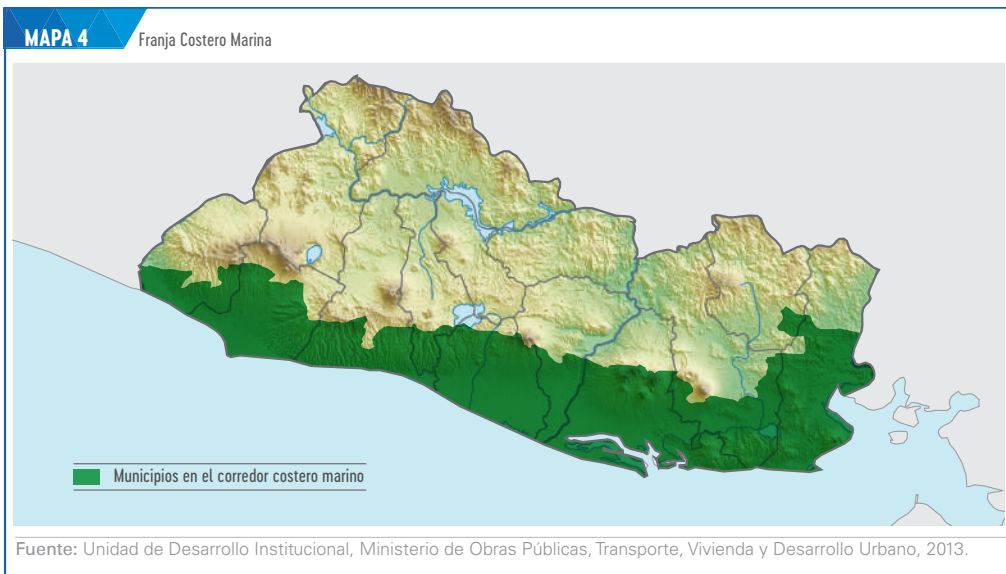 MAPA 4
Franja Costero Marina
Municipios en el corredor costero marino
Fuente: Unidad de Desarrollo Institucional, Ministerio de Obras Públicas, Transporte, Vivienda y Desarrollo Urbano, 2013.